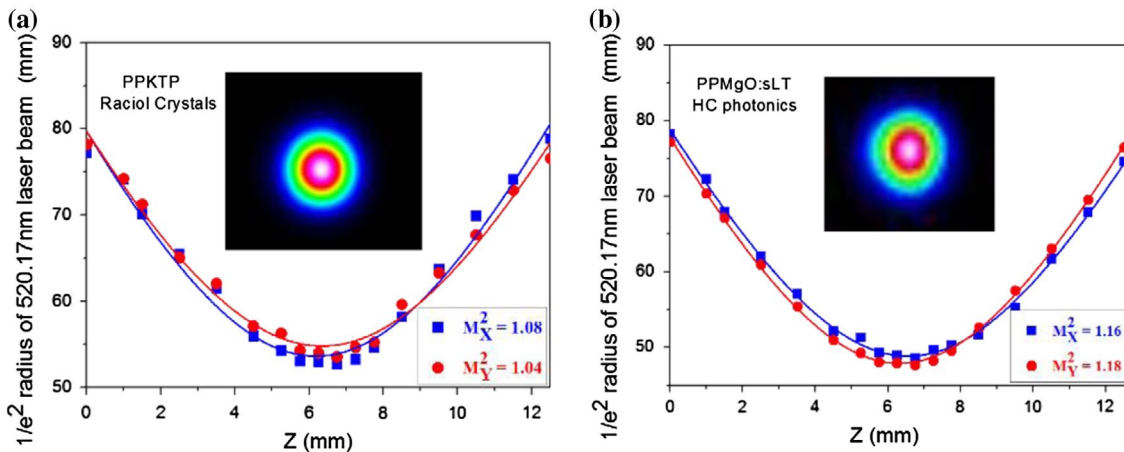 (a)
1/e² radius of 520.17nm laser beam (mm)
90
80
70
60
50
PPKTP
Raciol Crystals
M²X = 1.08
M²Y = 1.04
0 2 4 6 8 10 12
Z (mm)
(b)
1/e² radius of 520.17nm laser beam (mm)
90
80
70
60
50
PPMgO:sLT
HC photonics
M²X = 1.16
M²Y = 1.18
0 2 4 6 8 10 12
Z (mm)